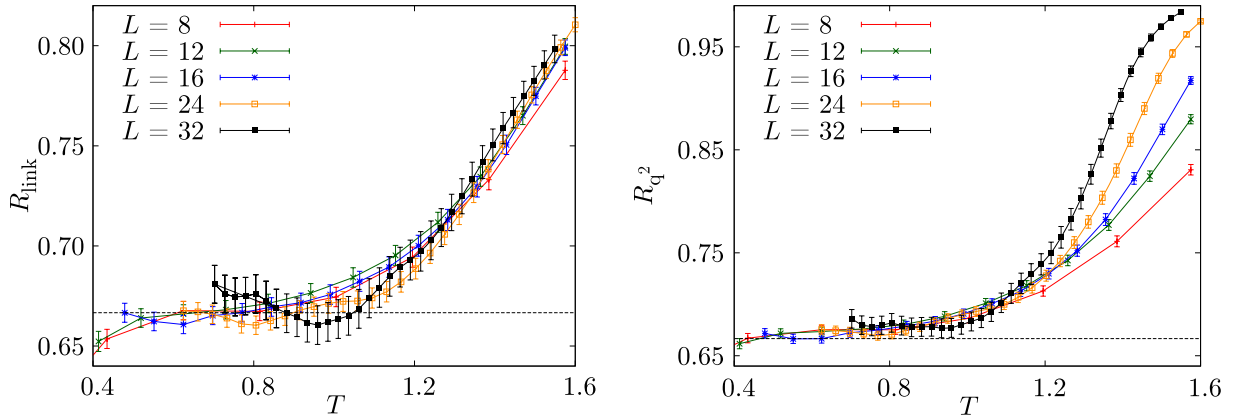 L = 8
L = 12
L = 16
L = 24
L = 32
0.80
0.75
0.70
0.65
R_link
0.4 0.8 1.2 1.6
T
L = 8
L = 12
L = 16
L = 24
L = 32
0.95
0.85
0.75
0.65
R_q²
0.4 0.8 1.2 1.6
T